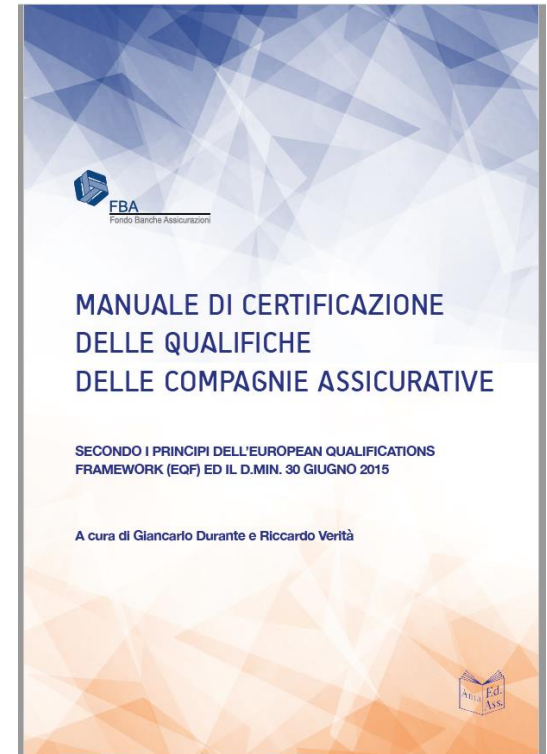 FBA
Fondo Banche Assicurazioni
MANUALE DI CERTIFICAZIONE
DELLE QUALIFICHE
DELLE COMPAGNIE ASSICURATIVE
SECONDO I PRINCIPI DELL'EUROPEAN QUALIFICATIONS
FRAMEWORK (EQF) ED IL D.MIN. 30 GIUGNO 2015
A cura di Giancarlo Durante e Riccardo Verità
Ama Ed.
Ass.